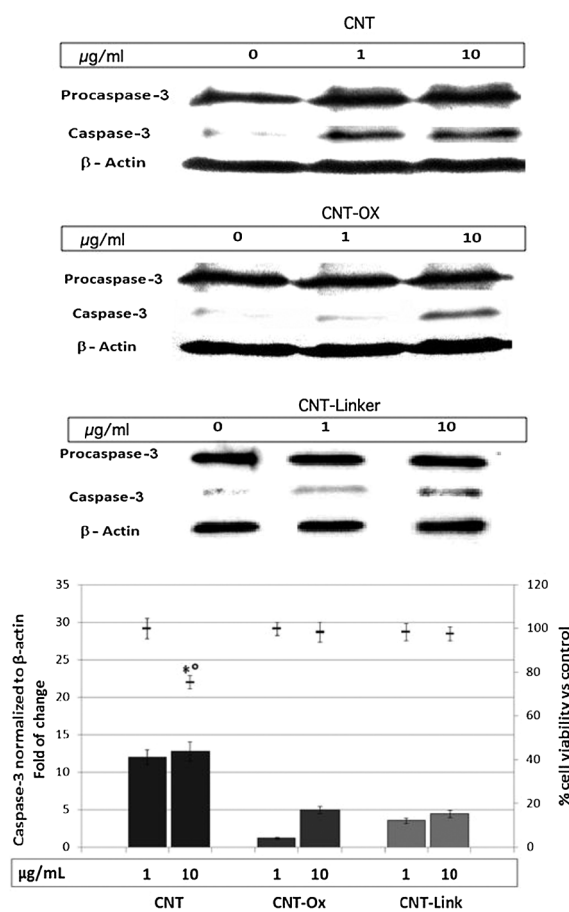 CNT
µg/ml 0 1 10
Procaspase-3
Caspase-3
β - Actin
CNT-OX
µg/ml 0 1 10
Procaspase-3
Caspase-3
β - Actin
CNT-Linker
µg/ml 0 1 10
Procaspase-3
Caspase-3
β - Actin
Caspase-3 normalized to β-actin
Fold of change
35
30
25
20
15
10
5
0
*°
120
100
80
60
40
20
0
% cell viability vs control
µg/mL 1 10 1 10 1 10
CNT CNT-Ox CNT-Link